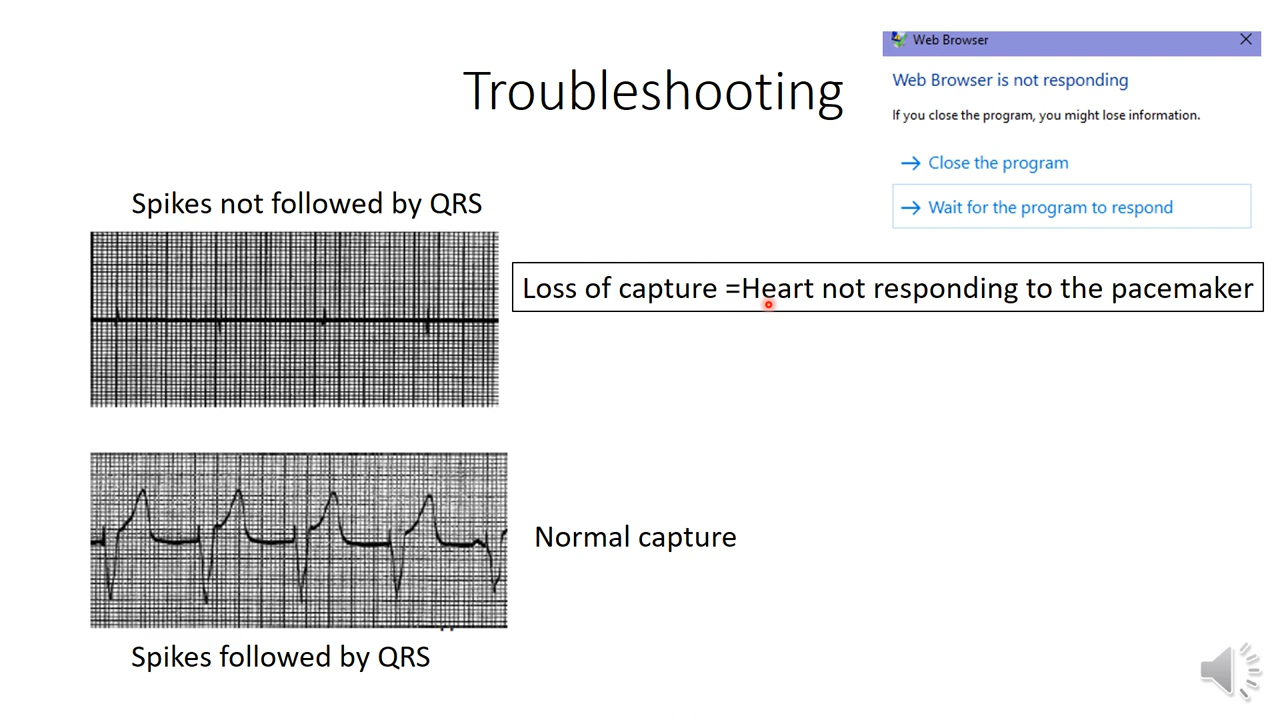 Web Browser
Web Browser is not responding
If you close the program, you might lose information.
Close the program
Wait for the program to respond
Troubleshooting
Spikes not followed by QRS
Loss of capture =Heart not responding to the pacemaker
Normal capture
Spikes followed by QRS